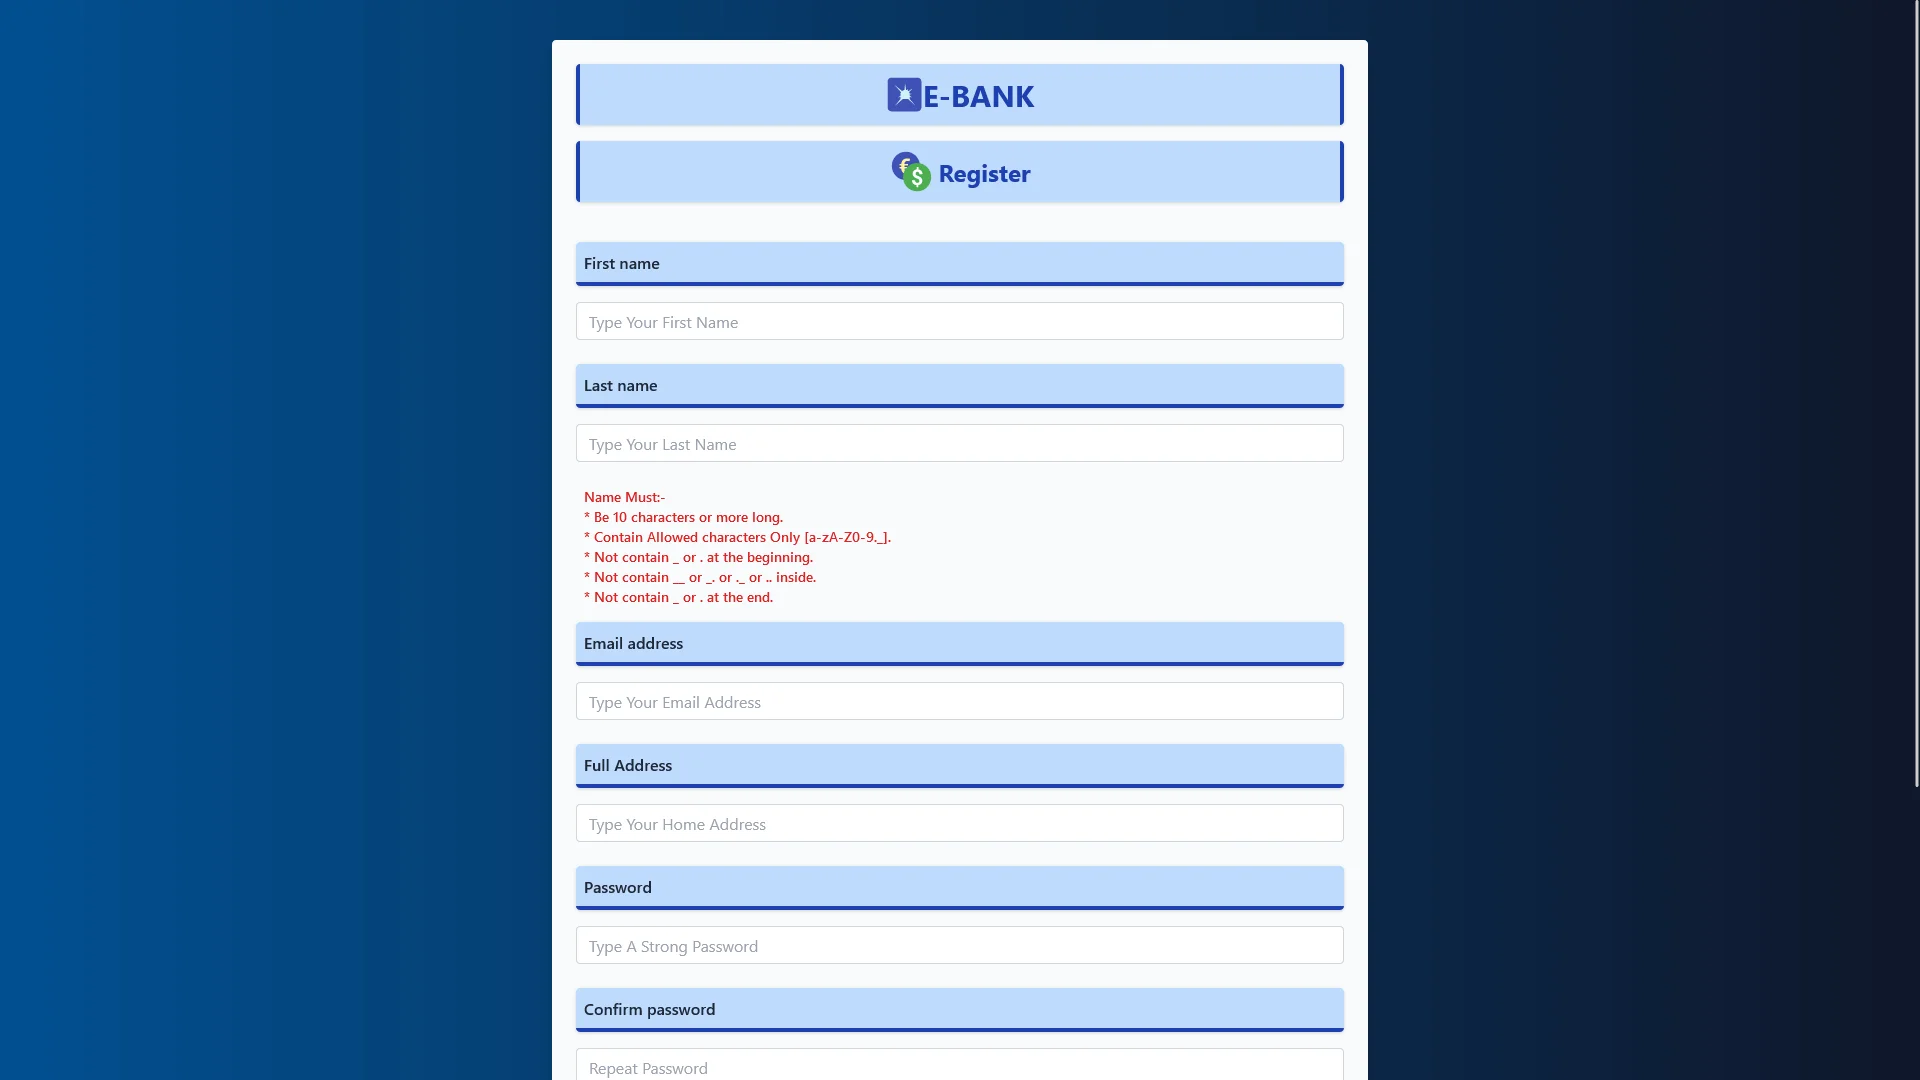 E-BANK
Register
First name
Type Your First Name
Last name
Type Your Last Name
Name Must:-
* Be 10 characters or more long.
* Contain Allowed characters Only [a-zA-Z0-9._].
* Not contain _ or . at the beginning.
* Not contain __ or _. or ._ or .. inside.
* Not contain _ or . at the end.
Email address
Type Your Email Address
Full Address
Type Your Home Address
Password
Type A Strong Password
Confirm password
Repeat Password